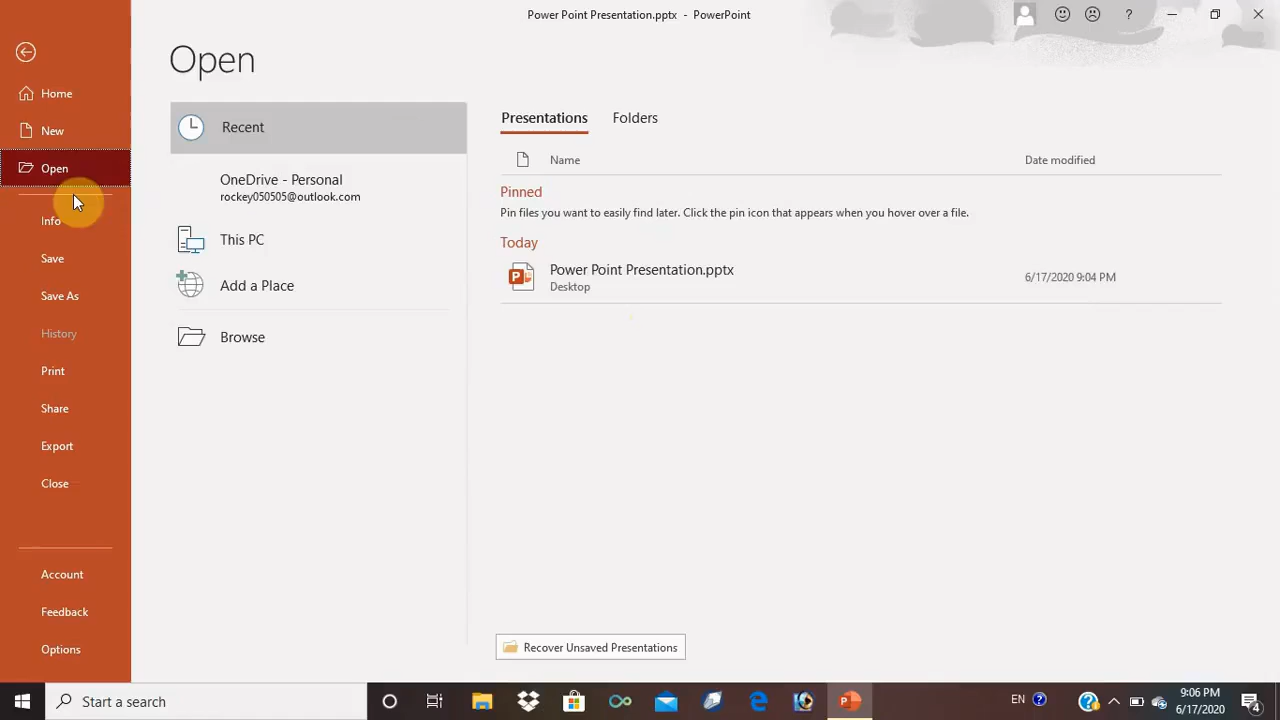 Power Point Presentation.pptx - PowerPoint
?
Open
Home
New
Open
Info
Save
Save As
History
Print
Share
Export
Close
Account
Feedback
Options
Recent
OneDrive - Personal
rockey050505@outlook.com
This PC
Add a Place
Browse
Presentations Folders
Name Date modified
Pinned
Pin files you want to easily find later. Click the pin icon that appears when you hover over a file.
Today
P
Power Point Presentation.pptx
Desktop
6/17/2020 9:04 PM
Recover Unsaved Presentations
Start a search
P
EN
?
?
9:06 PM
6/17/2020
4